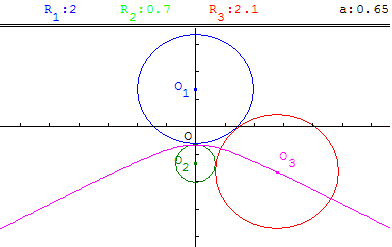 R₁:2 R₂:0.7 R₃:2.1 a:0.65
O₁
O
O₂ O₃